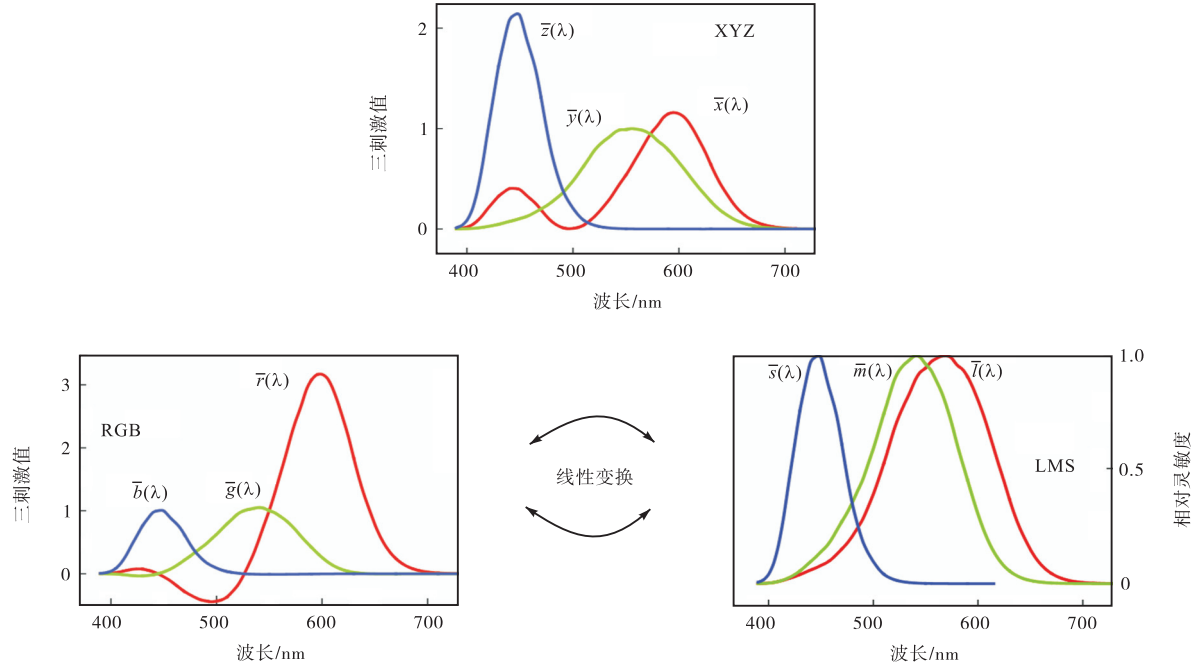 XYZ
z̅(λ)
y̅(λ)
x̅(λ)
三刺激值
2
1
0
400 500 600 700
波长/nm
RGB
r̅(λ)
b̅(λ)
g̅(λ)
三刺激值
3
2
1
0
400 500 600 700
波长/nm
线性变换
s̅(λ) m̅(λ) l̅(λ)
LMS
1.0
0.5
0
相对灵敏度
400 500 600 700
波长/nm